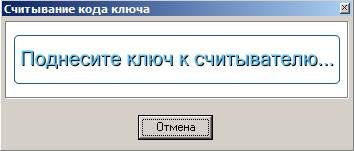 Считывание кода ключа
Поднесите ключ к считывателю...
Отмена